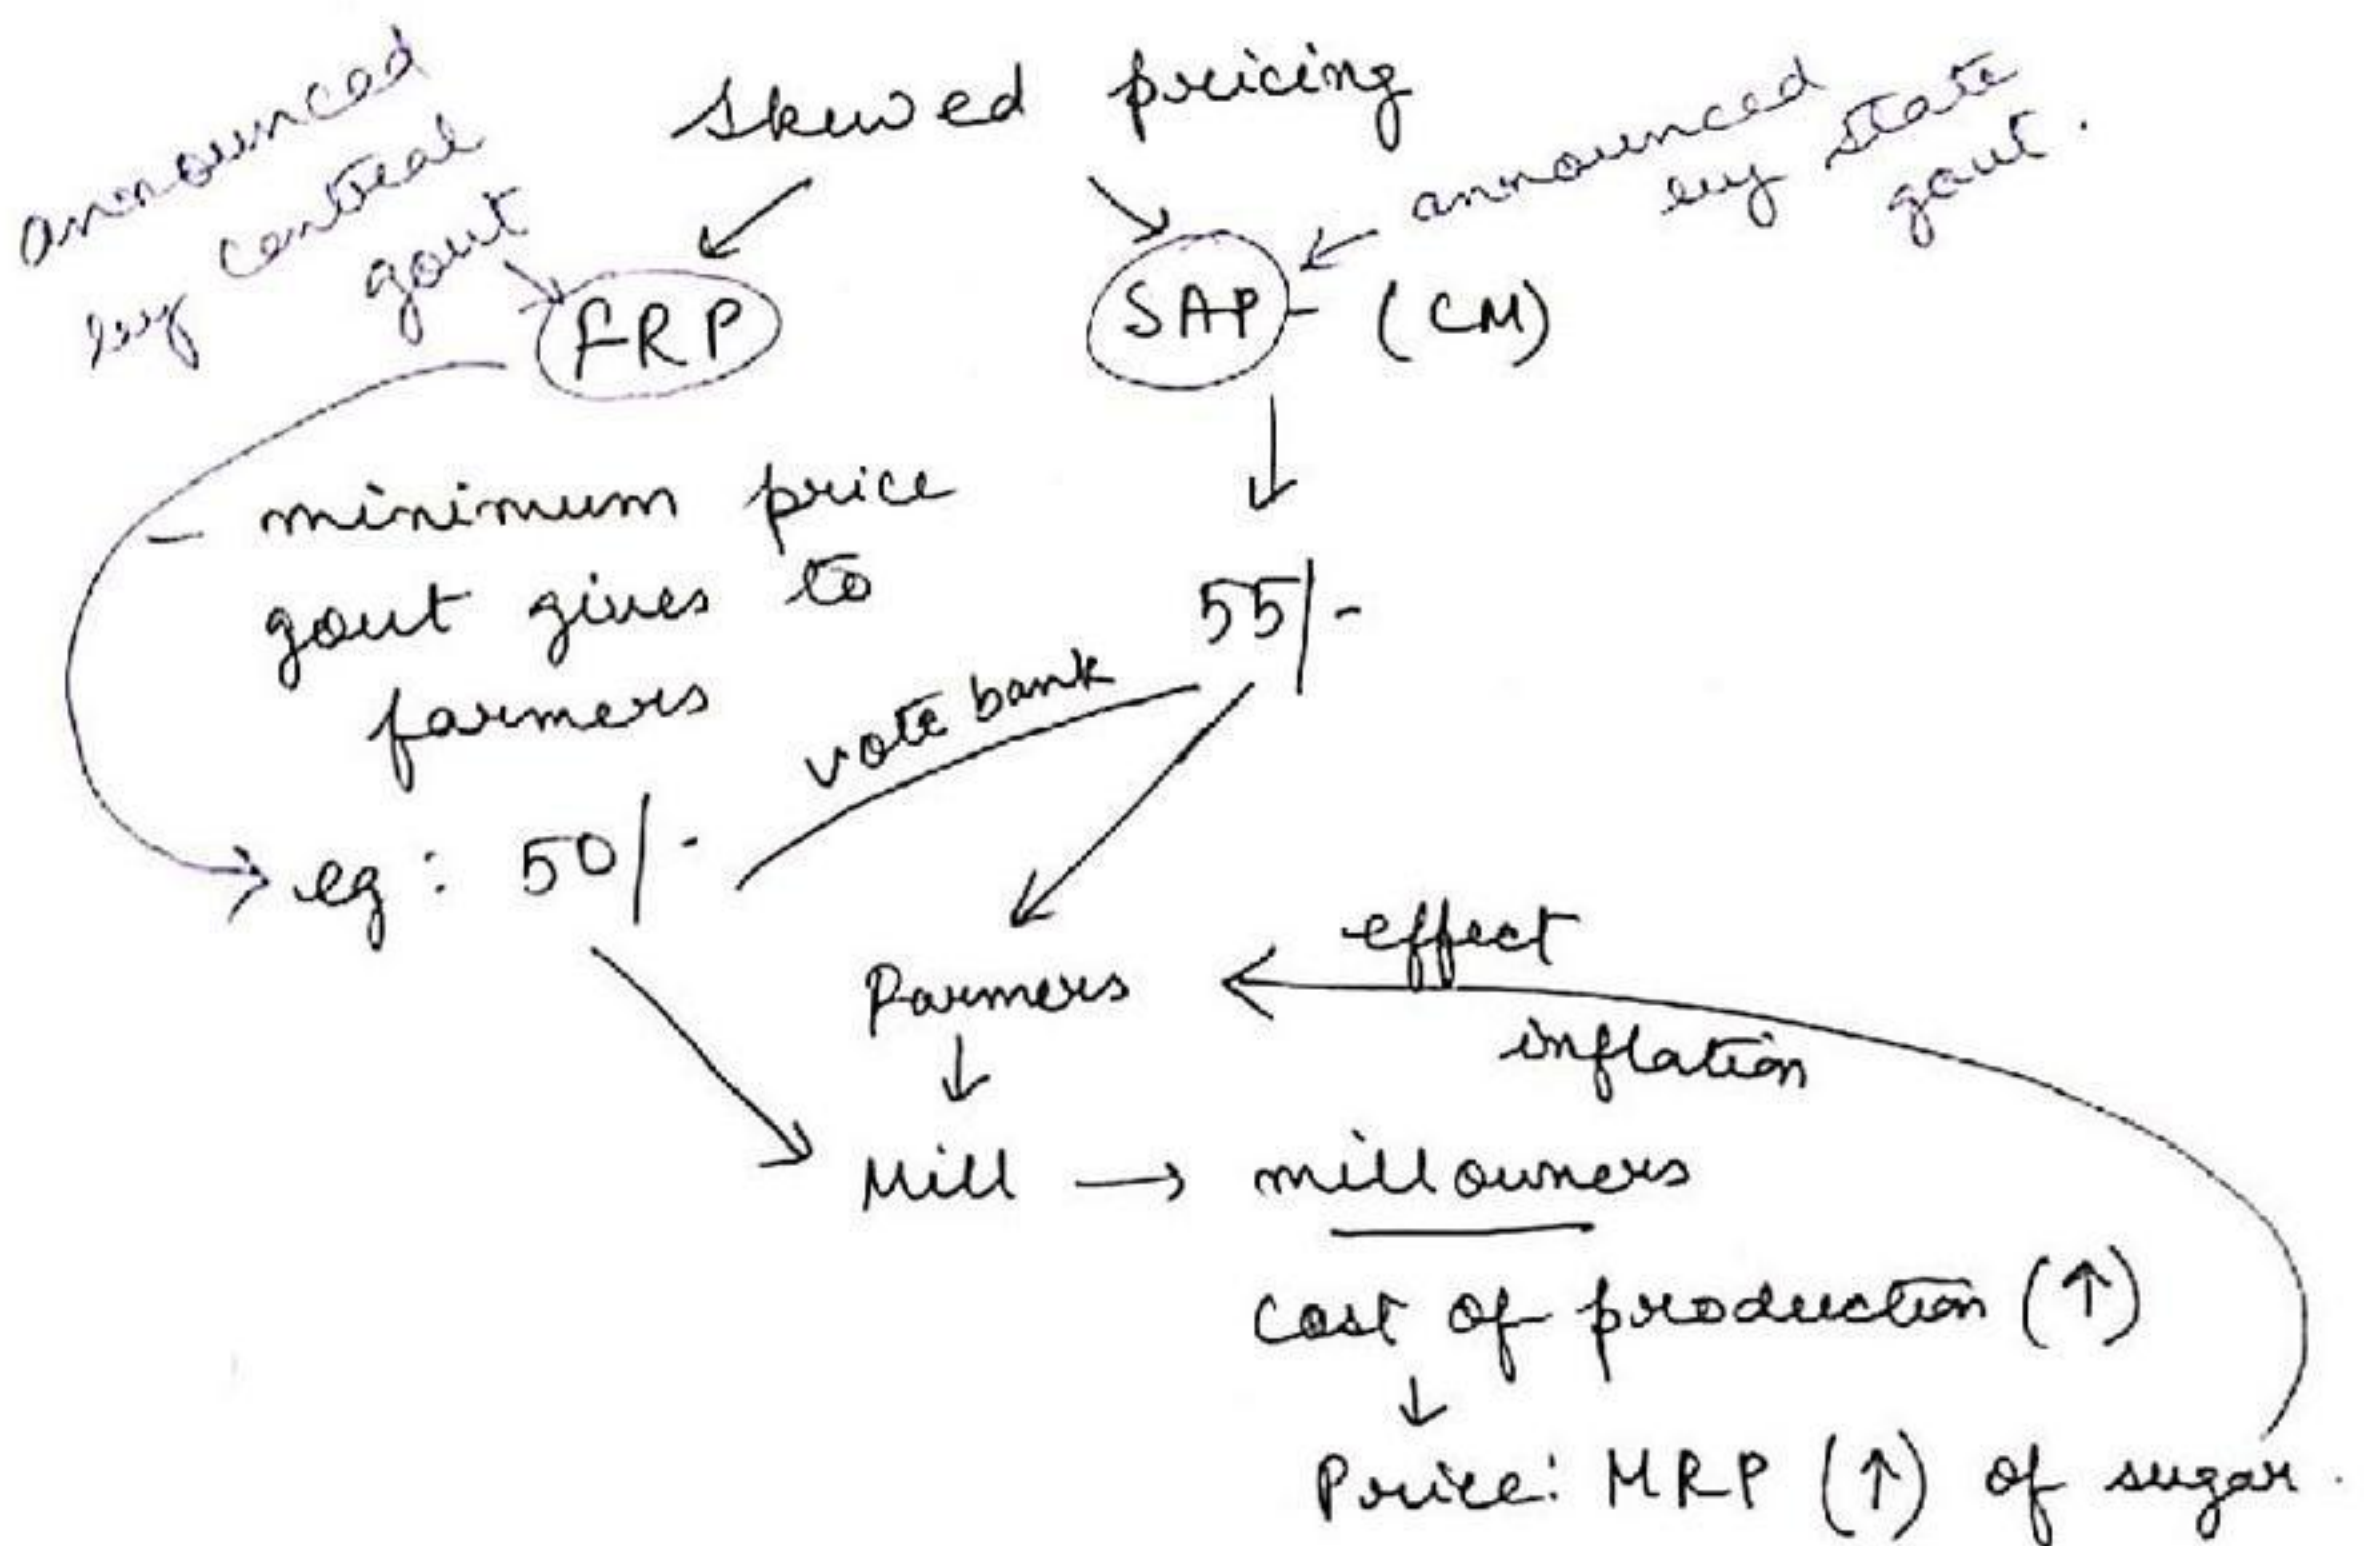 Skewed pricing
announced
by central
govt
announced
by state
govt.
FRP
SAP - (CM)
- minimum price
govt gives to
farmers
55/-
vote bank
eg: 50/-
Farmers
effect
inflation
Mill → millowners
cost of production (↑)
↓
Price: MRP (↑) of sugar.